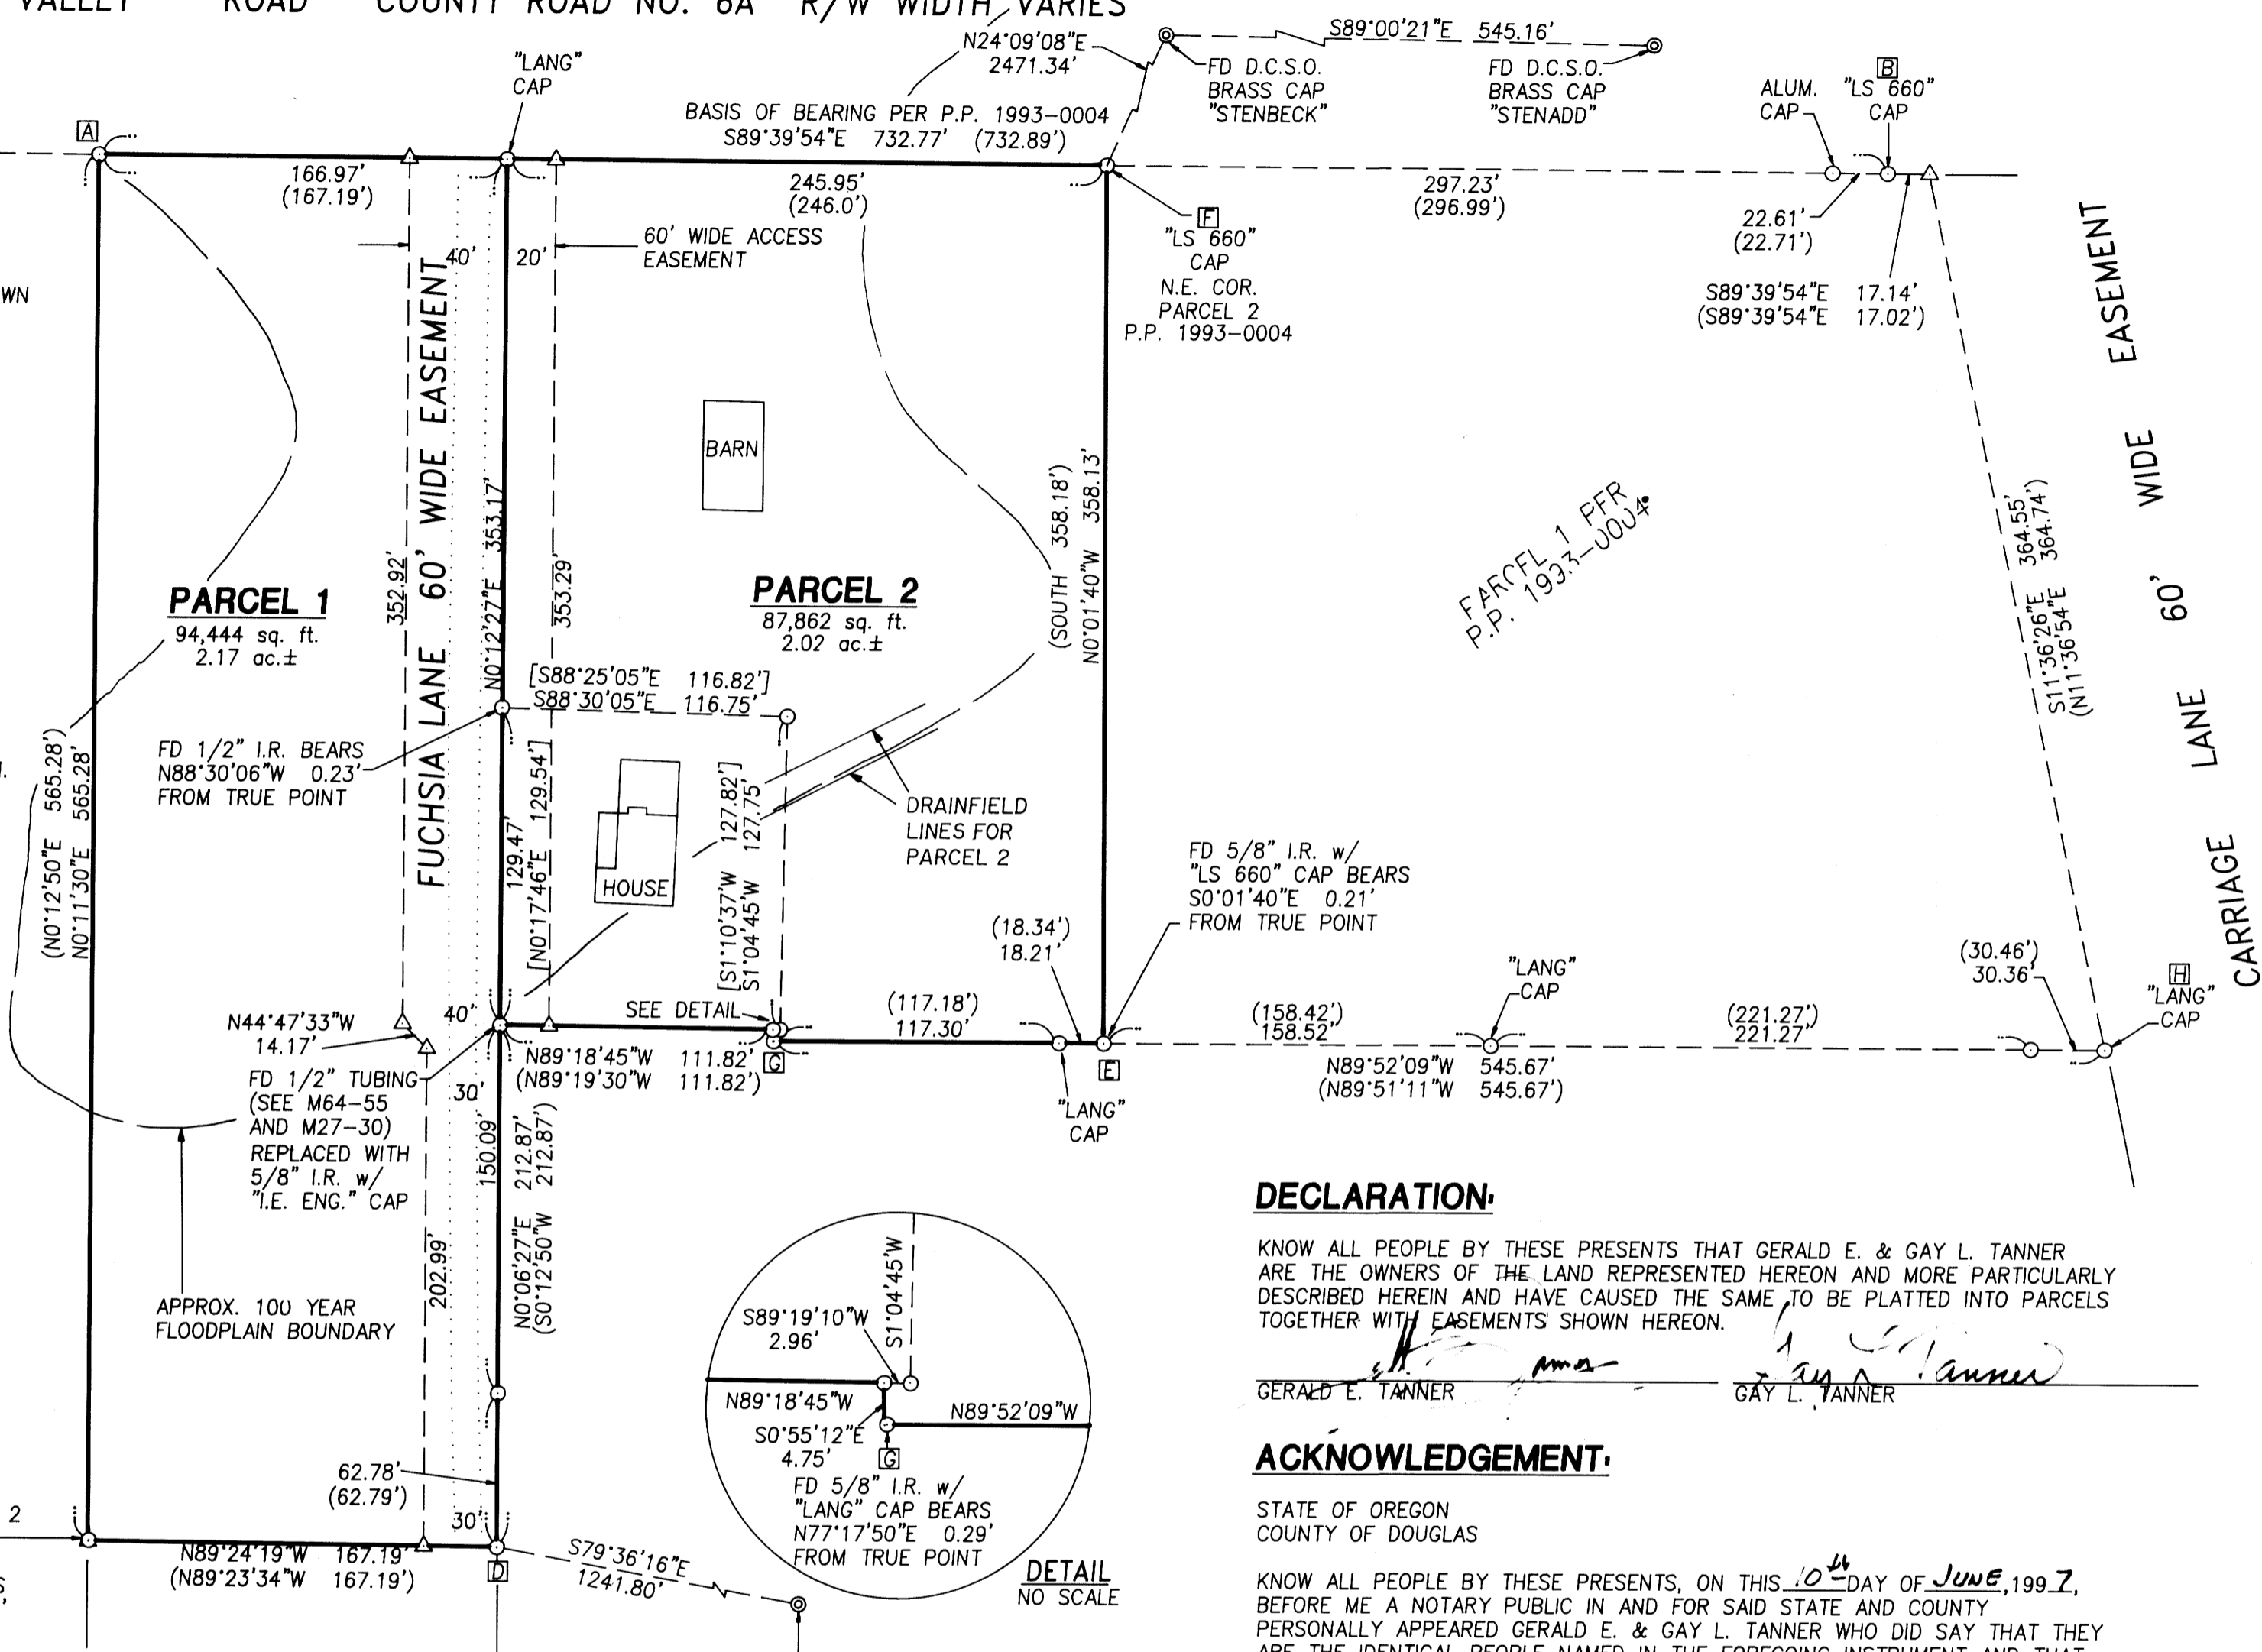 VALLEY ROAD COUNTY ROAD NO. 6A R/W WIDTH VARIES
"LANG"
CAP
N24°09'08"E
2471.34'
S89°00'21"E 545.16'
FD D.C.S.O.
BRASS CAP
"STENBECK"
FD D.C.S.O.
BRASS CAP
"STENADD"
ALUM.
CAP
B
"LS 660"
CAP
BASIS OF BEARING PER P.P. 1993-0004
S89°39'54"E 732.77' (732.89')
A
166.97'
(167.19')
245.95'
(246.0')
297.23'
(296.99')
22.61'
(22.71')
S89°39'54"E 17.14'
(S89°39'54"E 17.02')
F
"LS 660"
CAP
N.E. COR.
PARCEL 2
P.P. 1993-0004
40'
20'
60' WIDE ACCESS
EASEMENT
WN
FUCHSIA LANE 60' WIDE EASEMENT
CARRIAGE LANE 60' WIDE EASEMENT
BARN
352.92'
N0°12'27"E 353.17'
353.29'
(SOUTH 358.18')
N0°01'40"W 358.13'
PARCEL 1 PER
P.P. 1993-0004
S11°36'26"E 364.55'
(N11°36'54"E 364.74')
PARCEL 1
94,444 sq. ft.
2.17 ac.±
PARCEL 2
87,862 sq. ft.
2.02 ac.±
[S88°25'05"E 116.82']
S88°30'05"E 116.75'
(N0°12'50"E 565.28')
N0°11'30"E 565.28'
FD 1/2" I.R. BEARS
N88°30'06"W 0.23'
FROM TRUE POINT
129.47'
[N0°17'46"E 129.54']
HOUSE
[S1°10'37"W 127.82']
S1°04'45"W 127.75'
DRAINFIELD
LINES FOR
PARCEL 2
FD 5/8" I.R. w/
"LS 660" CAP BEARS
S0°01'40"E 0.21'
FROM TRUE POINT
(18.34')
18.21'
SEE DETAIL
(117.18')
117.30'
G
E
"LANG"
CAP
(158.42')
158.52'
"LANG"
CAP
N89°52'09"W 545.67'
(N89°51'11"W 545.67')
(221.27')
221.27'
(30.46')
30.36'
H
"LANG"
CAP
N44°47'33"W
14.17'
40'
N89°18'45"W 111.82'
(N89°19'30"W 111.82')
FD 1/2" TUBING
(SEE M64-55
AND M27-30)
REPLACED WITH
5/8" I.R. w/
"I.E. ENG." CAP
30'
150.09'
N0°06'27"E 212.87'
(S0°12'50"W 212.87')
202.99'
APPROX. 100 YEAR
FLOODPLAIN BOUNDARY
62.78'
(62.79')
30'
2
N89°24'19"W 167.19'
(N89°23'34"W 167.19')
D
S79°36'16"E
1241.80'
S1°04'45"W
S89°19'10"W
2.96'
N89°18'45"W
N89°52'09"W
S0°55'12"E
4.75'
G
FD 5/8" I.R. w/
"LANG" CAP BEARS
N77°17'50"E 0.29'
FROM TRUE POINT
DETAIL
NO SCALE
DECLARATION:
KNOW ALL PEOPLE BY THESE PRESENTS THAT GERALD E. & GAY L. TANNER
ARE THE OWNERS OF THE LAND REPRESENTED HEREON AND MORE PARTICULARLY
DESCRIBED HEREIN AND HAVE CAUSED THE SAME TO BE PLATTED INTO PARCELS
TOGETHER WITH EASEMENTS SHOWN HEREON.
Gay L Tanner
GERALD E. TANNER
GAY L. TANNER
ACKNOWLEDGEMENT:
STATE OF OREGON
COUNTY OF DOUGLAS
KNOW ALL PEOPLE BY THESE PRESENTS, ON THIS 10th DAY OF JUNE, 1997,
BEFORE ME A NOTARY PUBLIC IN AND FOR SAID STATE AND COUNTY
PERSONALLY APPEARED GERALD E. & GAY L. TANNER WHO DID SAY THAT THEY
ARE THE IDENTICAL PEOPLE NAMED IN THE FOREGOING INSTRUMENT AND THAT